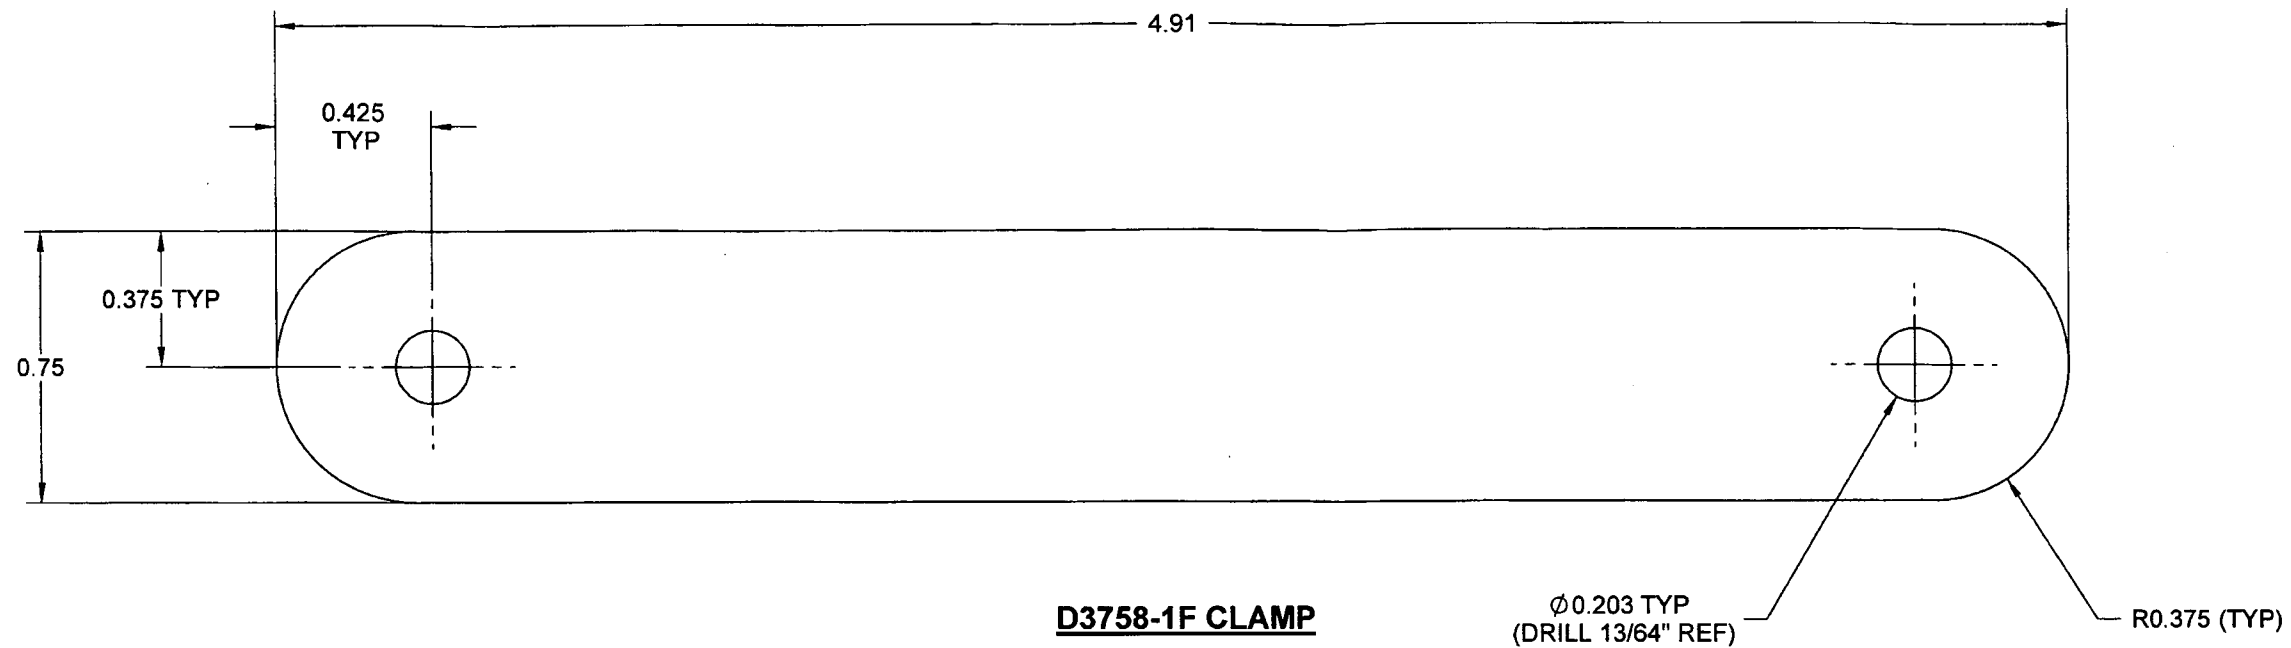 4.91
0.425
TYP
0.375 TYP
0.75
D3758-1F CLAMP
Ø0.203 TYP
(DRILL 13/64" REF)
R0.375 (TYP)